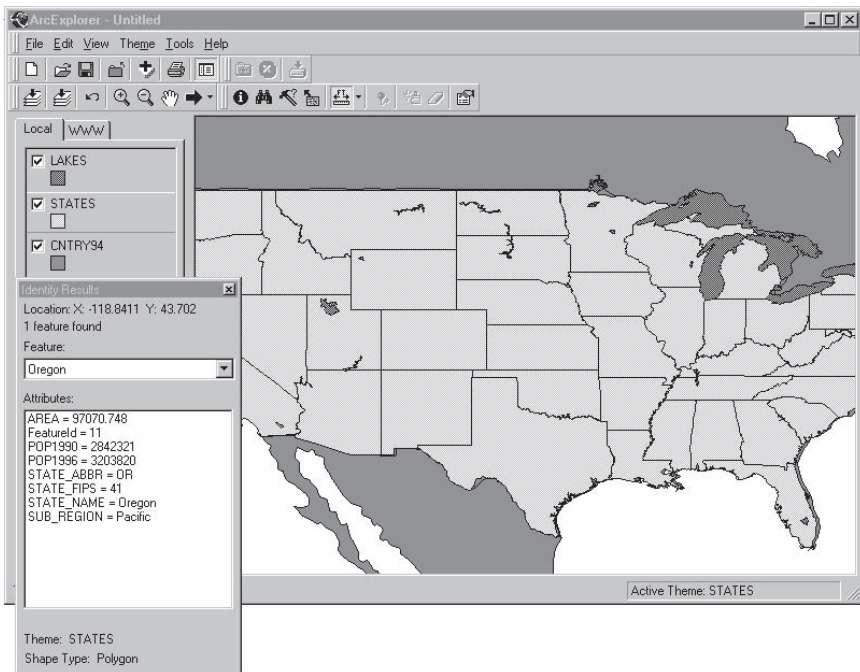 ArcExplorer - Untitled
File Edit View Theme Tools Help
Local WWW
LAKES
STATES
CNTRY94
Identify Results
Location: X: -118.8411 Y: 43.702
1 feature found
Feature:
Oregon
Attributes:
AREA = 97070.748
FeatureId = 11
POP1990 = 2842321
POP1996 = 3203820
STATE_ABBR = OR
STATE_FIPS = 41
STATE_NAME = Oregon
SUB_REGION = Pacific
Theme: STATES
Shape Type: Polygon
Active Theme: STATES